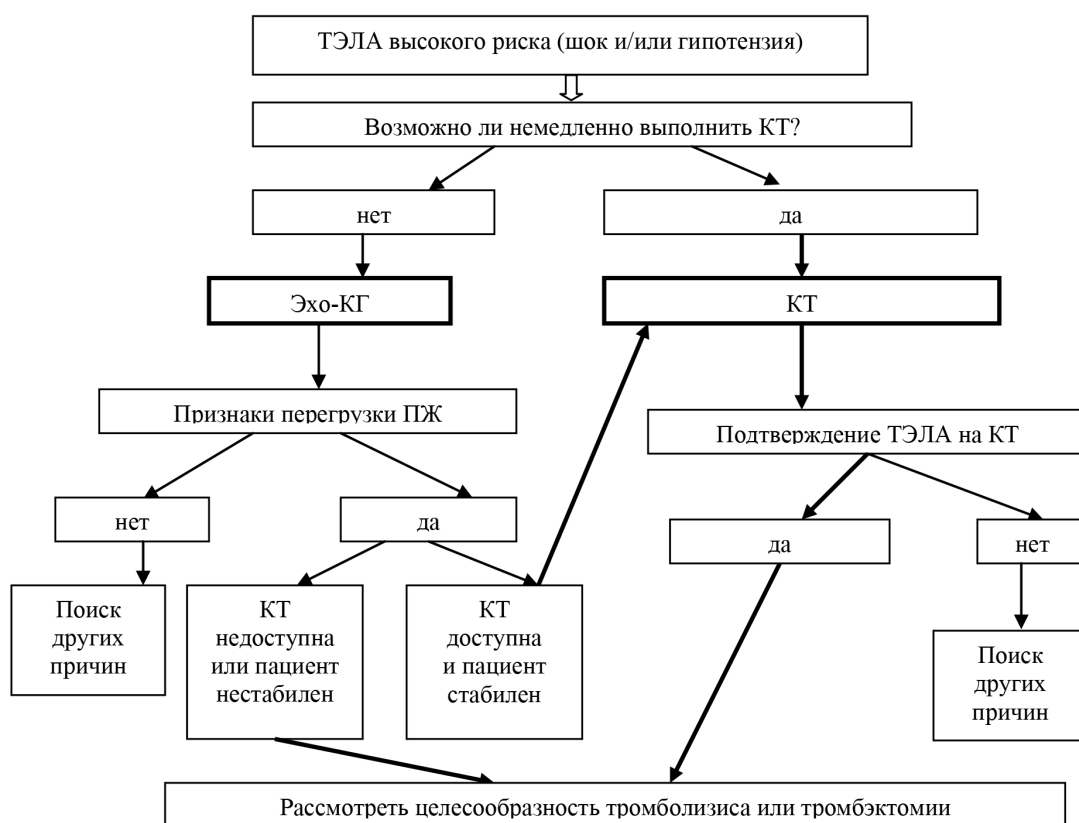 ТЭЛА высокого риска (шок и/или гипотензия)
Возможно ли немедленно выполнить КТ?
нет
да
Эхо-КГ
КТ
Признаки перегрузки ПЖ
Подтверждение ТЭЛА на КТ
нет
да
да
нет
Поиск
других
причин
КТ
недоступна
или пациент
нестабилен
КТ
доступна
и пациент
стабилен
Поиск
других
причин
Рассмотреть целесообразность тромболизиса или тромбэктомии